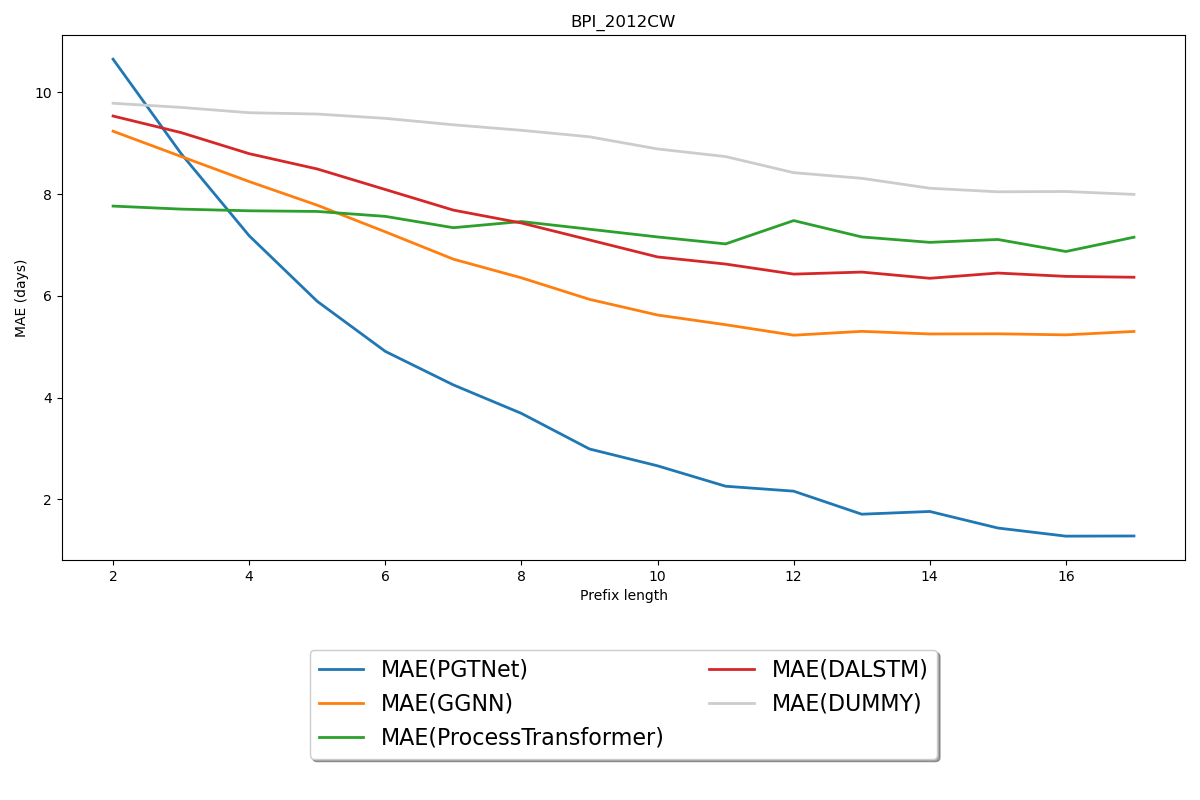 BPI_2012CW
MAE (days)
10
8
6
4
2
2 4 6 8 10 12 14 16
Prefix length
MAE(PGTNet)
MAE(GGNN)
MAE(ProcessTransformer)
MAE(DALSTM)
MAE(DUMMY)